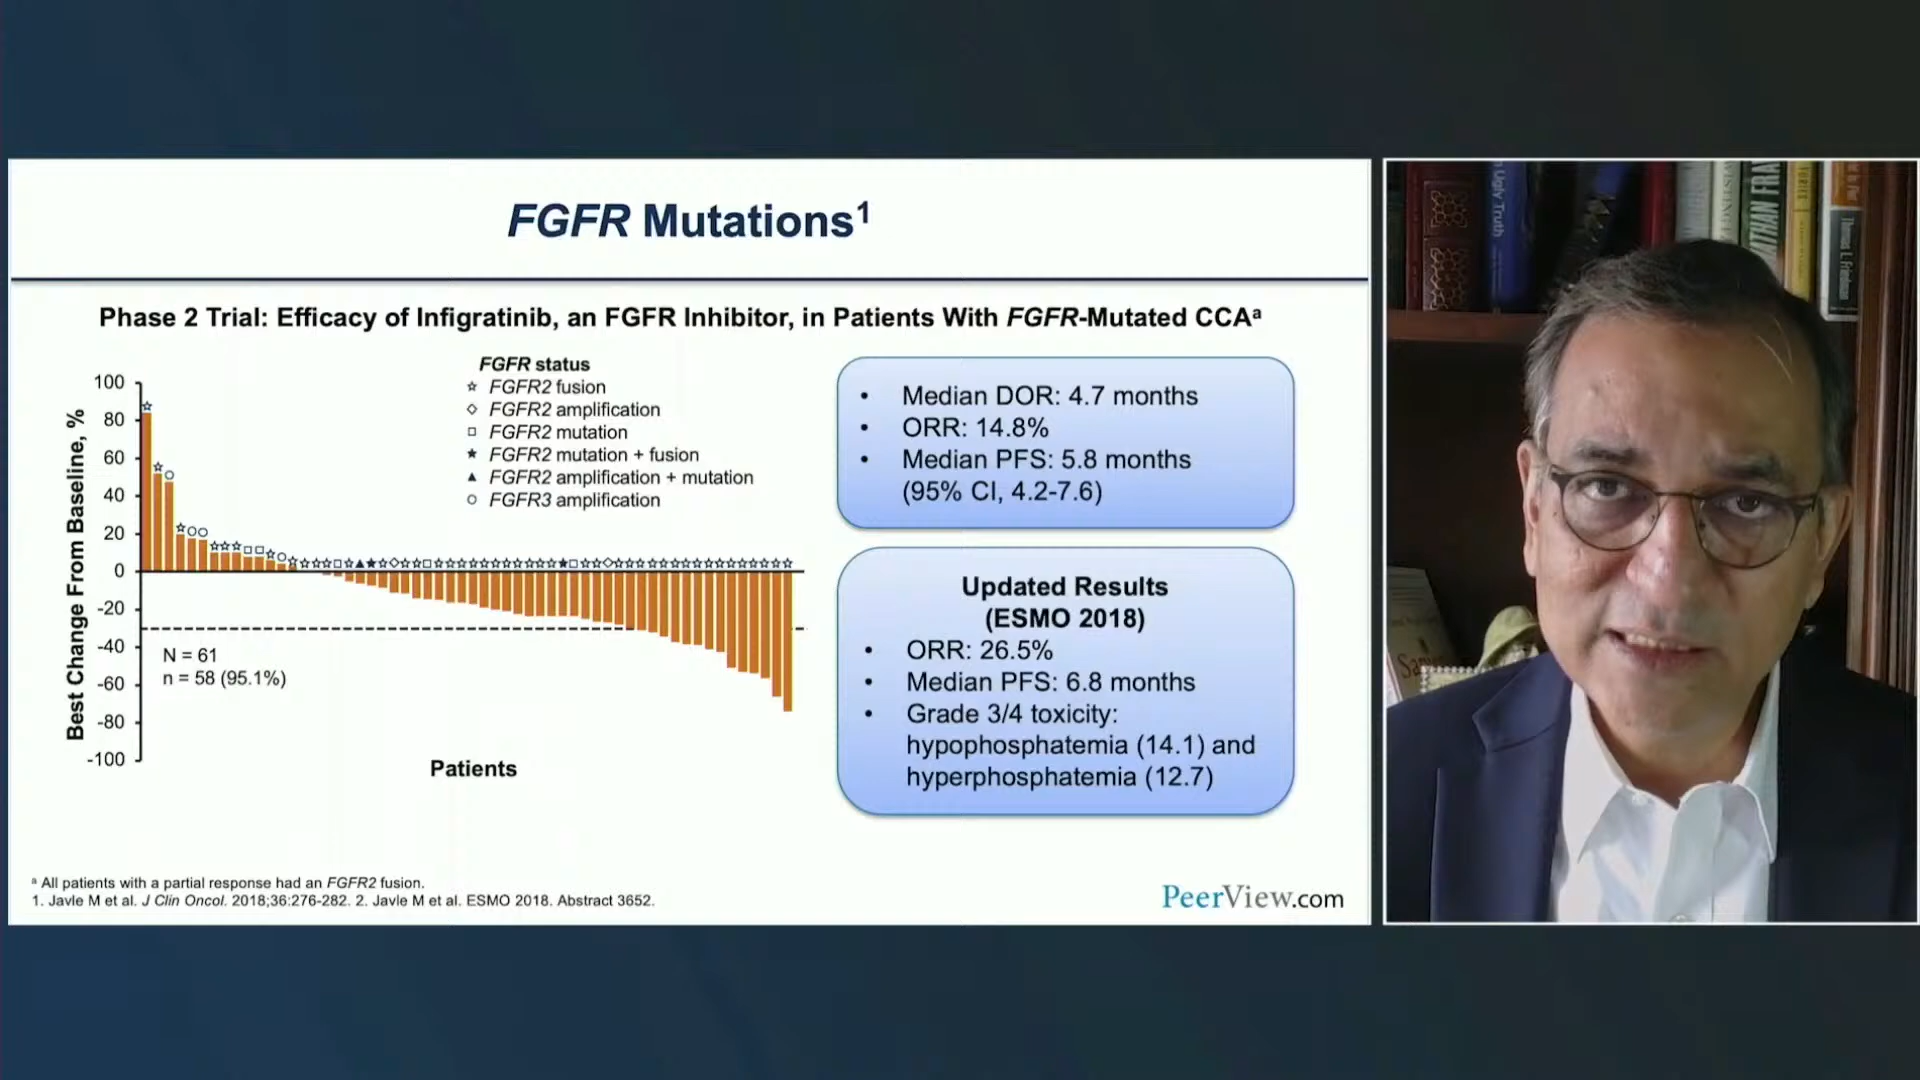 FGFR Mutations¹
Phase 2 Trial: Efficacy of Infigratinib, an FGFR Inhibitor, in Patients With FGFR-Mutated CCAᵃ
FGFR status
☆ FGFR2 fusion
◇ FGFR2 amplification
□ FGFR2 mutation
★ FGFR2 mutation + fusion
▲ FGFR2 amplification + mutation
○ FGFR3 amplification
Best Change From Baseline, %
100
80
60
40
20
0
-20
-40
-60
-80
-100
N = 61
n = 58 (95.1%)
Patients
• Median DOR: 4.7 months
• ORR: 14.8%
• Median PFS: 5.8 months
(95% CI, 4.2-7.6)
Updated Results
(ESMO 2018)
• ORR: 26.5%
• Median PFS: 6.8 months
• Grade 3/4 toxicity:
hypophosphatemia (14.1) and
hyperphosphatemia (12.7)
ᵃ All patients with a partial response had an FGFR2 fusion.
1. Javle M et al. J Clin Oncol. 2018;36:276-282. 2. Javle M et al. ESMO 2018. Abstract 3652.
PeerView.com
Ugly Truth